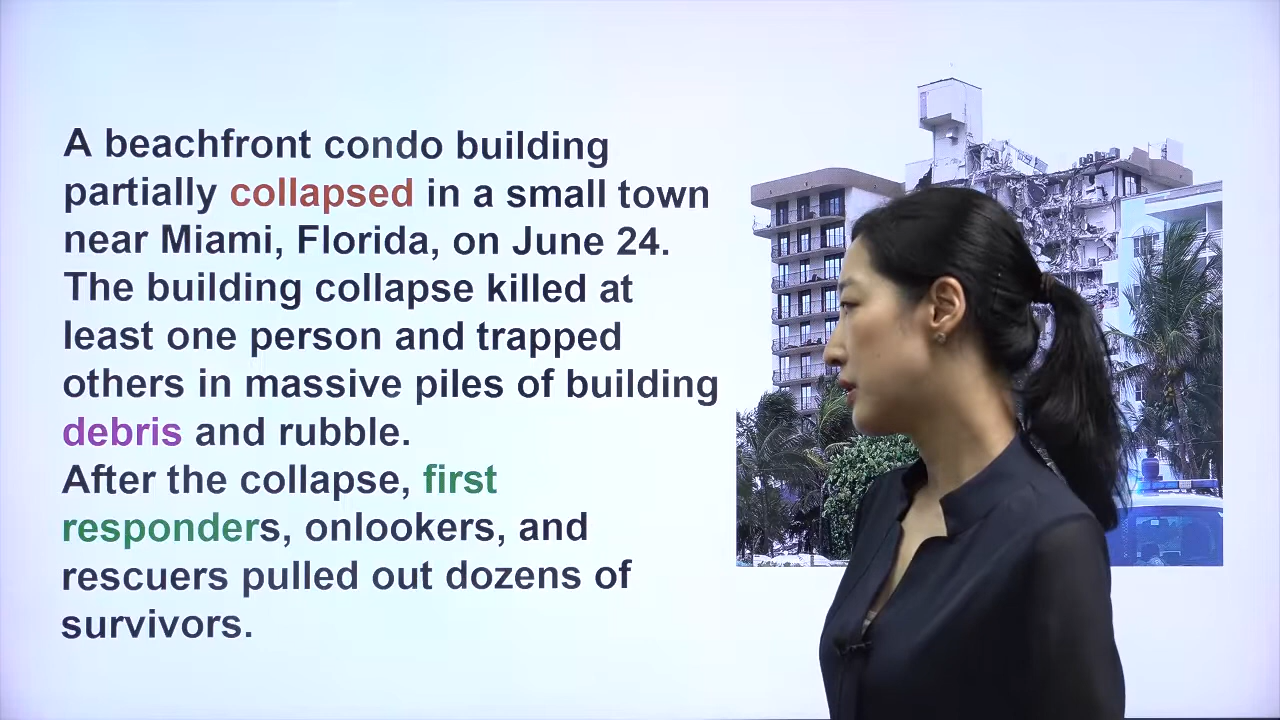 A beachfront condo building
partially collapsed in a small town
near Miami, Florida, on June 24.
The building collapse killed at
least one person and trapped
others in massive piles of building
debris and rubble.
After the collapse, first
responders, onlookers, and
rescuers pulled out dozens of
survivors.